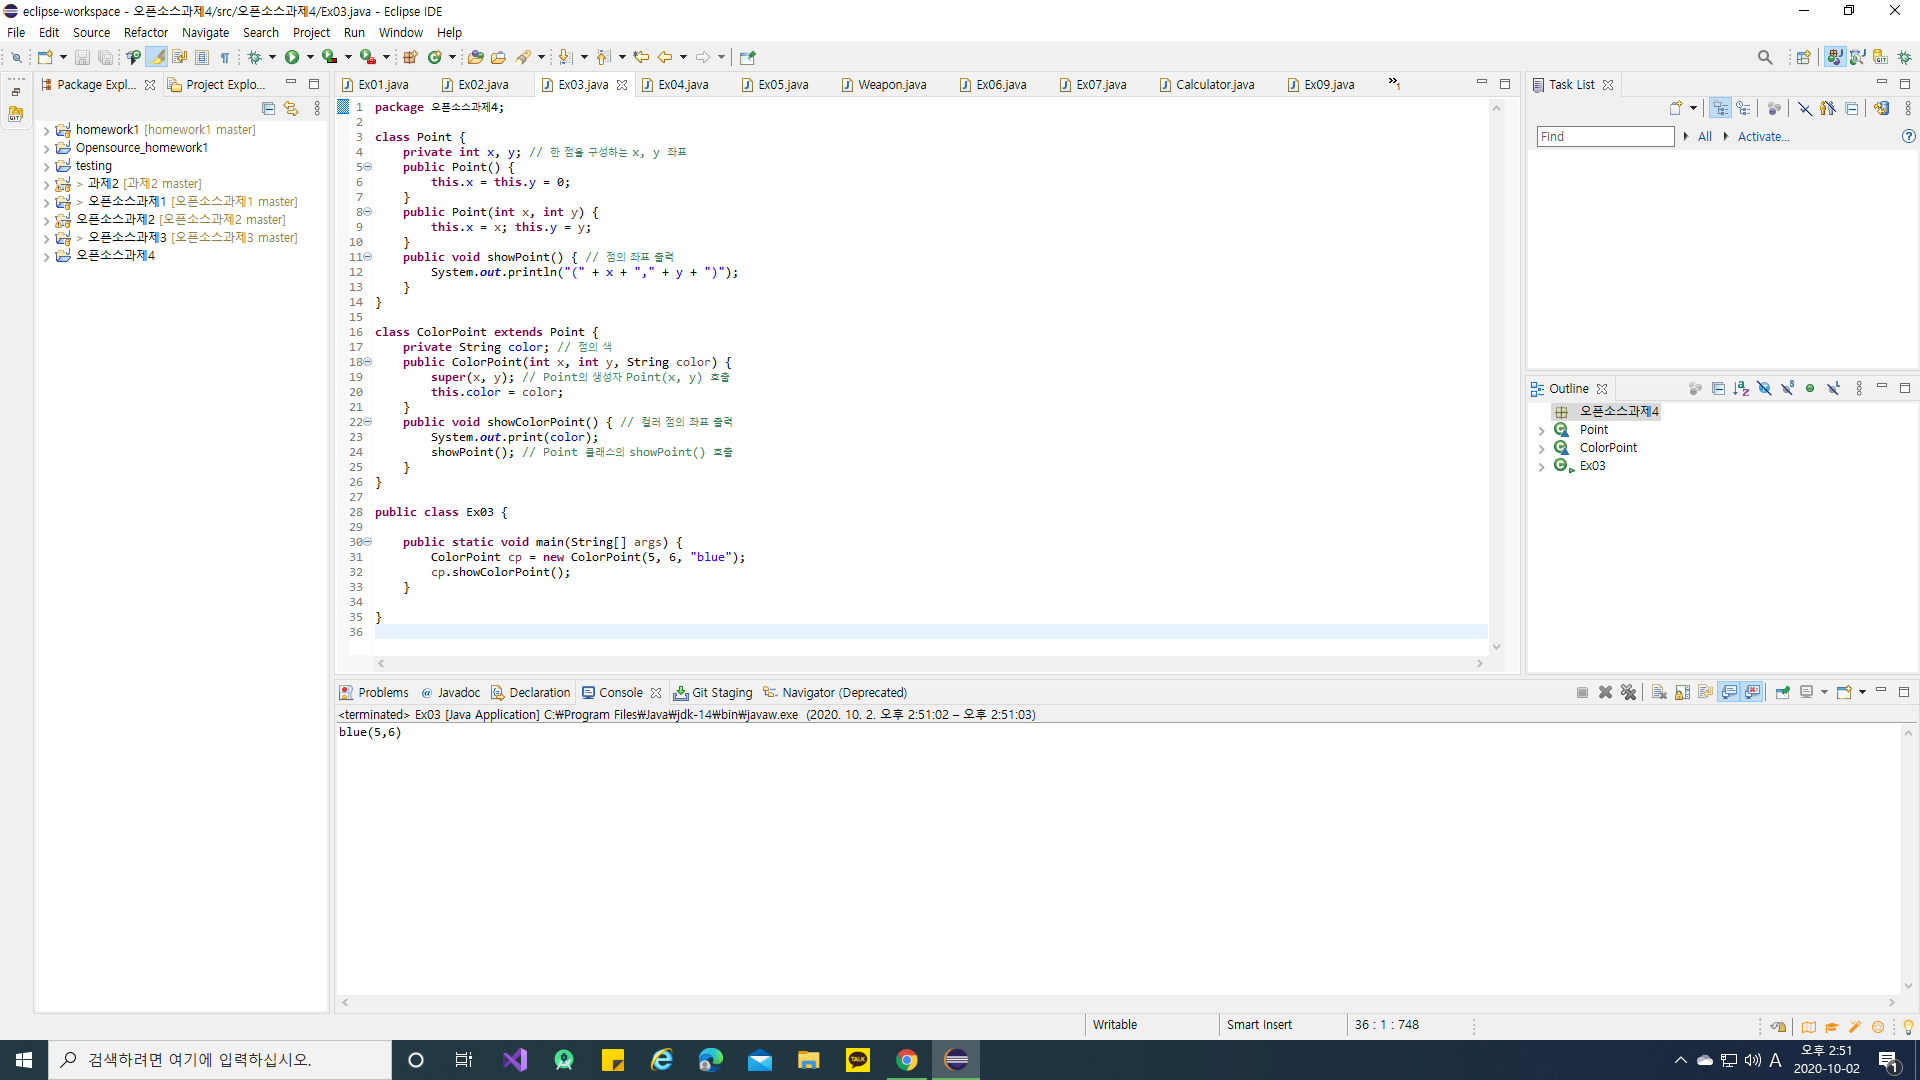 eclipse-workspace - 오픈소스과제4/src/오픈소스과제4/Ex03.java - Eclipse IDE
File Edit Source Refactor Navigate Search Project Run Window Help
Package Expl... Project Explo...
homework1 [homework1 master]
Opensource_homework1
testing
> 과제2 [과제2 master]
> 오픈소스과제1 [오픈소스과제1 master]
오픈소스과제2 [오픈소스과제2 master]
> 오픈소스과제3 [오픈소스과제3 master]
오픈소스과제4
Ex01.java Ex02.java Ex03.java Ex04.java Ex05.java Weapon.java Ex06.java Ex07.java Calculator.java Ex09.java »1
1 package 오픈소스과제4;
2
3 class Point {
4 private int x, y; // 한 점을 구성하는 x, y 좌표
5 public Point() {
6 this.x = this.y = 0;
7 }
8 public Point(int x, int y) {
9 this.x = x; this.y = y;
10 }
11 public void showPoint() { // 점의 좌표 출력
12 System.out.println("(" + x + "," + y + ")");
13 }
14 }
15
16 class ColorPoint extends Point {
17 private String color; // 점의 색
18 public ColorPoint(int x, int y, String color) {
19 super(x, y); // Point의 생성자 Point(x, y) 호출
20 this.color = color;
21 }
22 public void showColorPoint() { // 컬러 점의 좌표 출력
23 System.out.print(color);
24 showPoint(); // Point 클래스의 showPoint() 호출
25 }
26 }
27
28 public class Ex03 {
29
30 public static void main(String[] args) {
31 ColorPoint cp = new ColorPoint(5, 6, "blue");
32 cp.showColorPoint();
33 }
34
35 }
36
Task List
Find All Activate...
Outline
오픈소스과제4
Point
ColorPoint
Ex03
Problems @ Javadoc Declaration Console Git Staging Navigator (Deprecated)
<terminated> Ex03 [Java Application] C:₩Program Files₩Java₩jdk-14₩bin₩javaw.exe (2020. 10. 2. 오후 2:51:02 – 오후 2:51:03)
blue(5,6)
Writable Smart Insert 36 : 1 : 748
검색하려면 여기에 입력하십시오.
TALK
A
오후 2:51
2020-10-02
1